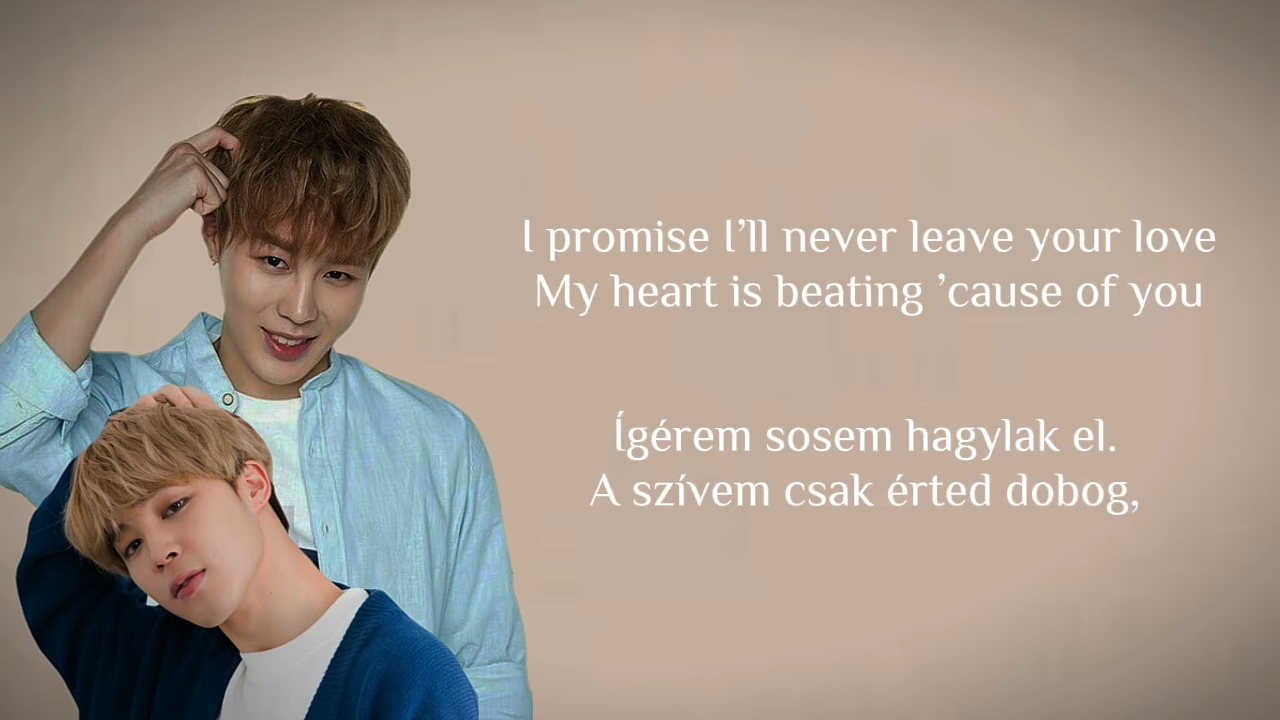 I promise I’ll never leave your love
My heart is beating ’cause of you
Ígérem sosem hagylak el.
A szívem csak érted dobog,